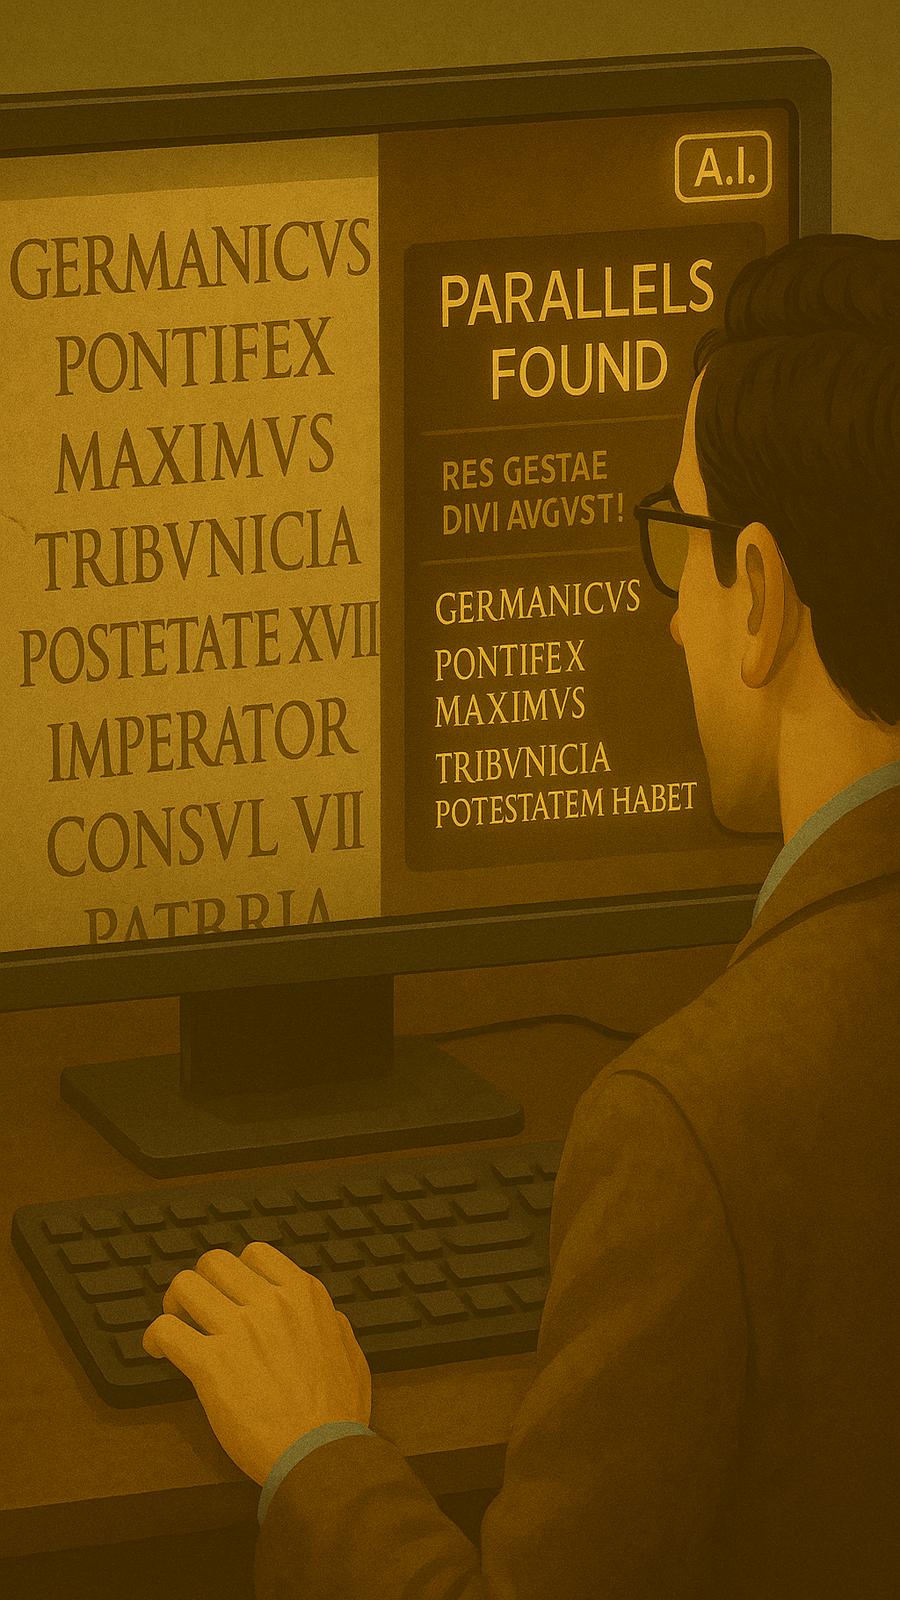 GERMANICVS
PONTIFEX
MAXIMVS
TRIBVNICIA
POSTETATE XVII
IMPERATOR
CONSVL VII
PATRRIA
A.I.
PARALLELS
FOUND
RES GESTAE
DIVI AVGVST!
GERMANICVS
PONTIFEX
MAXIMVS
TRIBVNICIA
POTESTATEM HABET